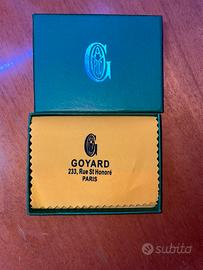 G
G
GOYARD
233, Rue St Honoré
PARIS
subito